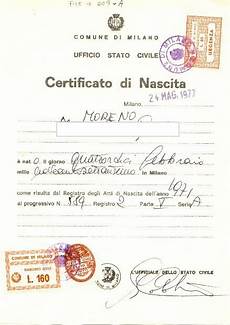 COMUNE DI MILANO
UFFICIO STATO CIVILE
URGENZA
Certificato di Nascita
Milano,
24 MAG. 1977
MORENO
è nat O il giorno quattordici febbraio
mille in Milano
come risulta dal Registro degli Atti di Nascita dell'anno 1971
al progressivo N 889 Registro 2 Parte I Serie A
COMUNE DI MILANO
L. 160
L'UFFICIALE DELLO STATO CIVILE